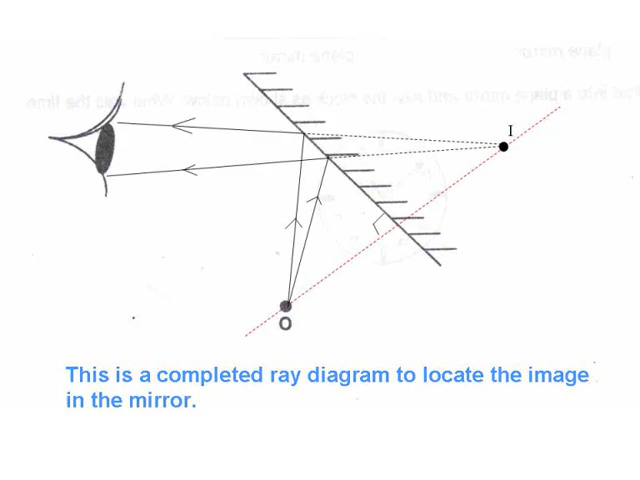 I
O
This is a completed ray diagram to locate the image
in the mirror.